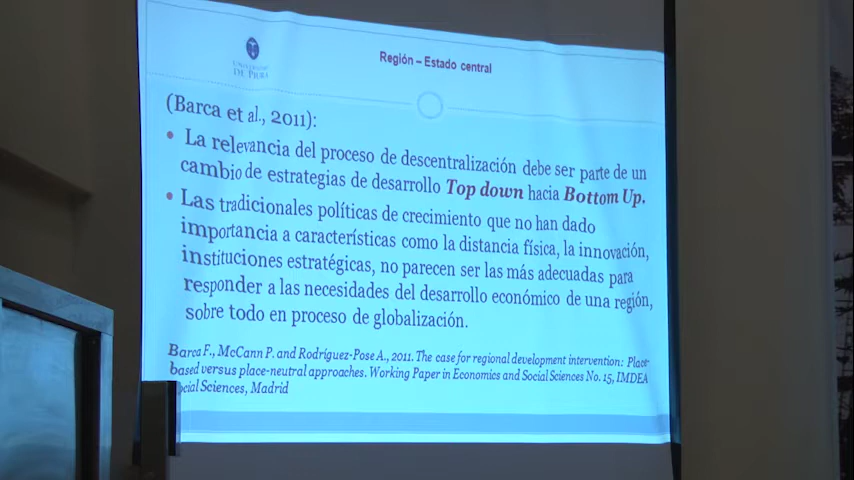 UNIVERSIDAD
DE PIURA
Región – Estado central
(Barca et al., 2011):
• La relevancia del proceso de descentralización debe ser parte de un
cambio de estrategias de desarrollo Top down hacia Bottom Up.
• Las tradicionales políticas de crecimiento que no han dado
importancia a características como la distancia física, la innovación,
instituciones estratégicas, no parecen ser las más adecuadas para
responder a las necesidades del desarrollo económico de una región,
sobre todo en proceso de globalización.
Barca F., McCann P. and Rodríguez-Pose A., 2011. The case for regional development intervention: Place-
based versus place-neutral approaches. Working Paper in Economics and Social Sciences No. 15, IMDEA
Social Sciences, Madrid